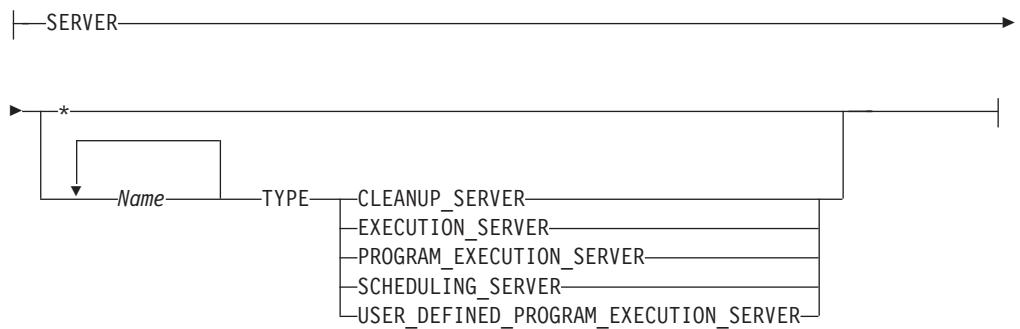 SERVER
*
Name TYPE CLEANUP_SERVER
EXECUTION_SERVER
PROGRAM_EXECUTION_SERVER
SCHEDULING_SERVER
USER_DEFINED_PROGRAM_EXECUTION_SERVER